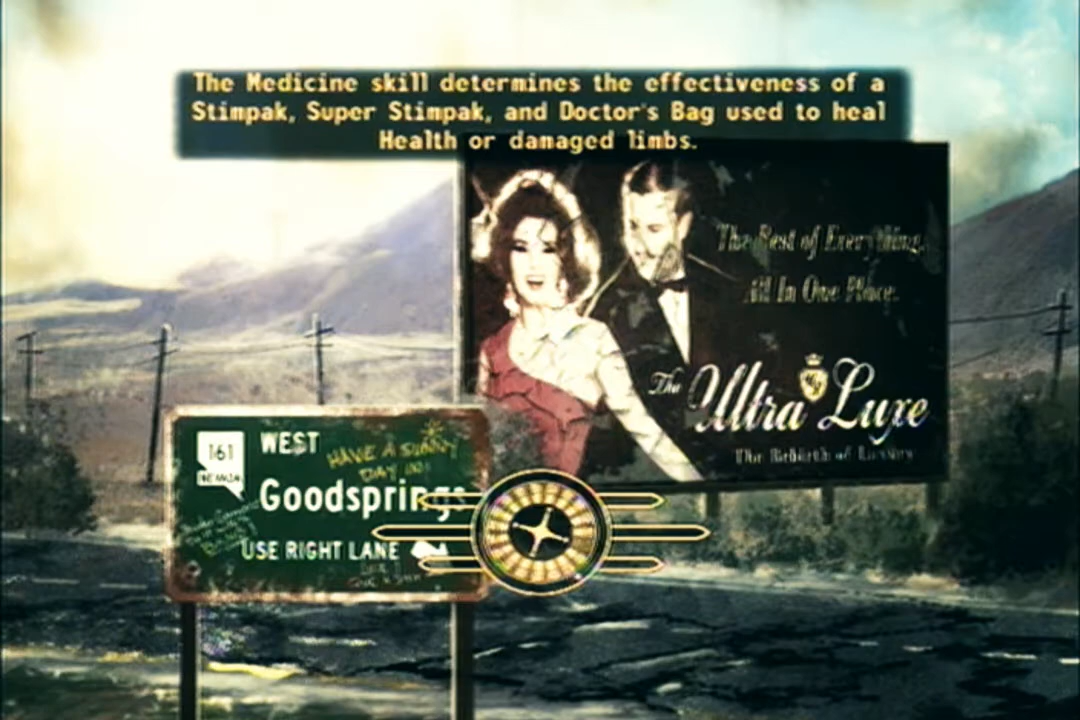 The Medicine skill determines the effectiveness of a
Stimpak, Super Stimpak, and Doctor's Bag used to heal
Health or damaged limbs.
The Best of Everything.
All In One Place.
The Ultra Luxe
The Rebirth of Luxury
161
NEVADA
WEST
HAVE A SUNNY
DAY IN!
Goodsprings
USE RIGHT LANE